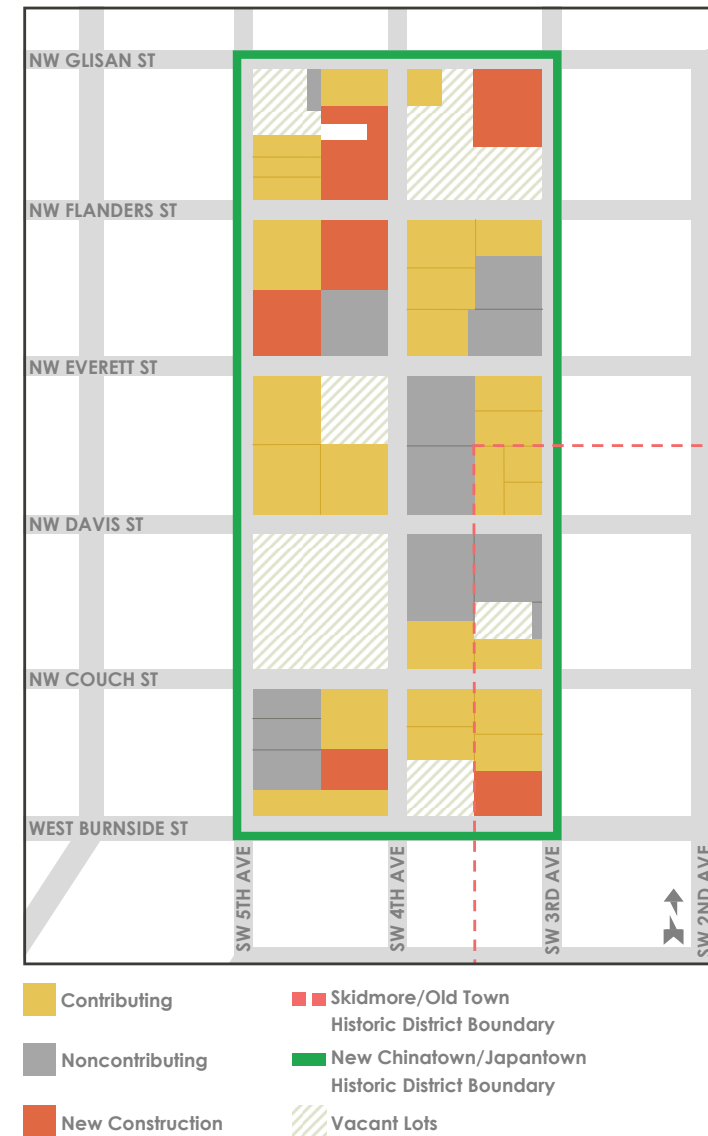 NW GLISAN ST
NW FLANDERS ST
NW EVERETT ST
NW DAVIS ST
NW COUCH ST
WEST BURNSIDE ST
SW 5TH AVE
SW 4TH AVE
SW 3RD AVE
SW 2ND AVE
Contributing
Noncontributing
New Construction
Skidmore/Old Town
Historic District Boundary
New Chinatown/Japantown
Historic District Boundary
Vacant Lots